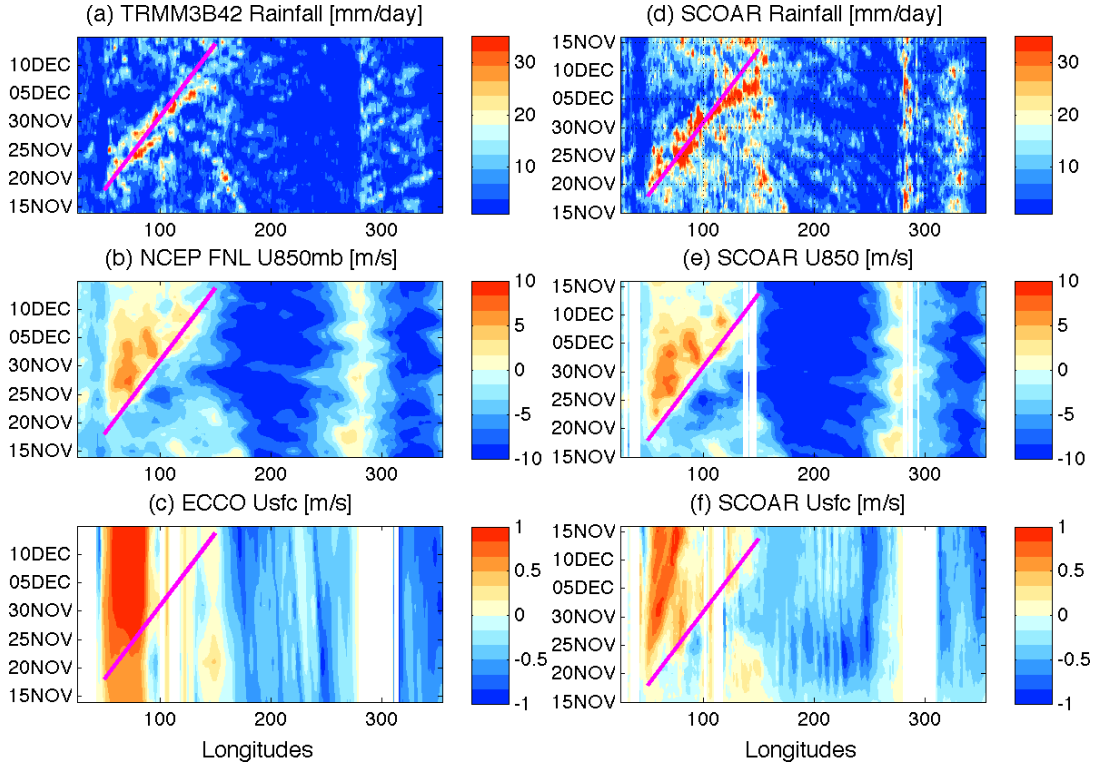 (a) TRMM3B42 Rainfall [mm/day]
10DEC
05DEC
30NOV
25NOV
20NOV
15NOV
100 200 300
30
20
10
(d) SCOAR Rainfall [mm/day]
15NOV
10DEC
05DEC
30NOV
25NOV
20NOV
15NOV
100 200 300
30
20
10
(b) NCEP FNL U850mb [m/s]
10DEC
05DEC
30NOV
25NOV
20NOV
15NOV
100 200 300
10
5
0
-5
-10
(e) SCOAR U850 [m/s]
15NOV
10DEC
05DEC
30NOV
25NOV
20NOV
15NOV
100 200 300
10
5
0
-5
-10
(c) ECCO Usfc [m/s]
10DEC
05DEC
30NOV
25NOV
20NOV
15NOV
100 200 300
Longitudes
1
0.5
0
-0.5
-1
(f) SCOAR Usfc [m/s]
15NOV
10DEC
05DEC
30NOV
25NOV
20NOV
15NOV
100 200 300
Longitudes
1
0.5
0
-0.5
-1